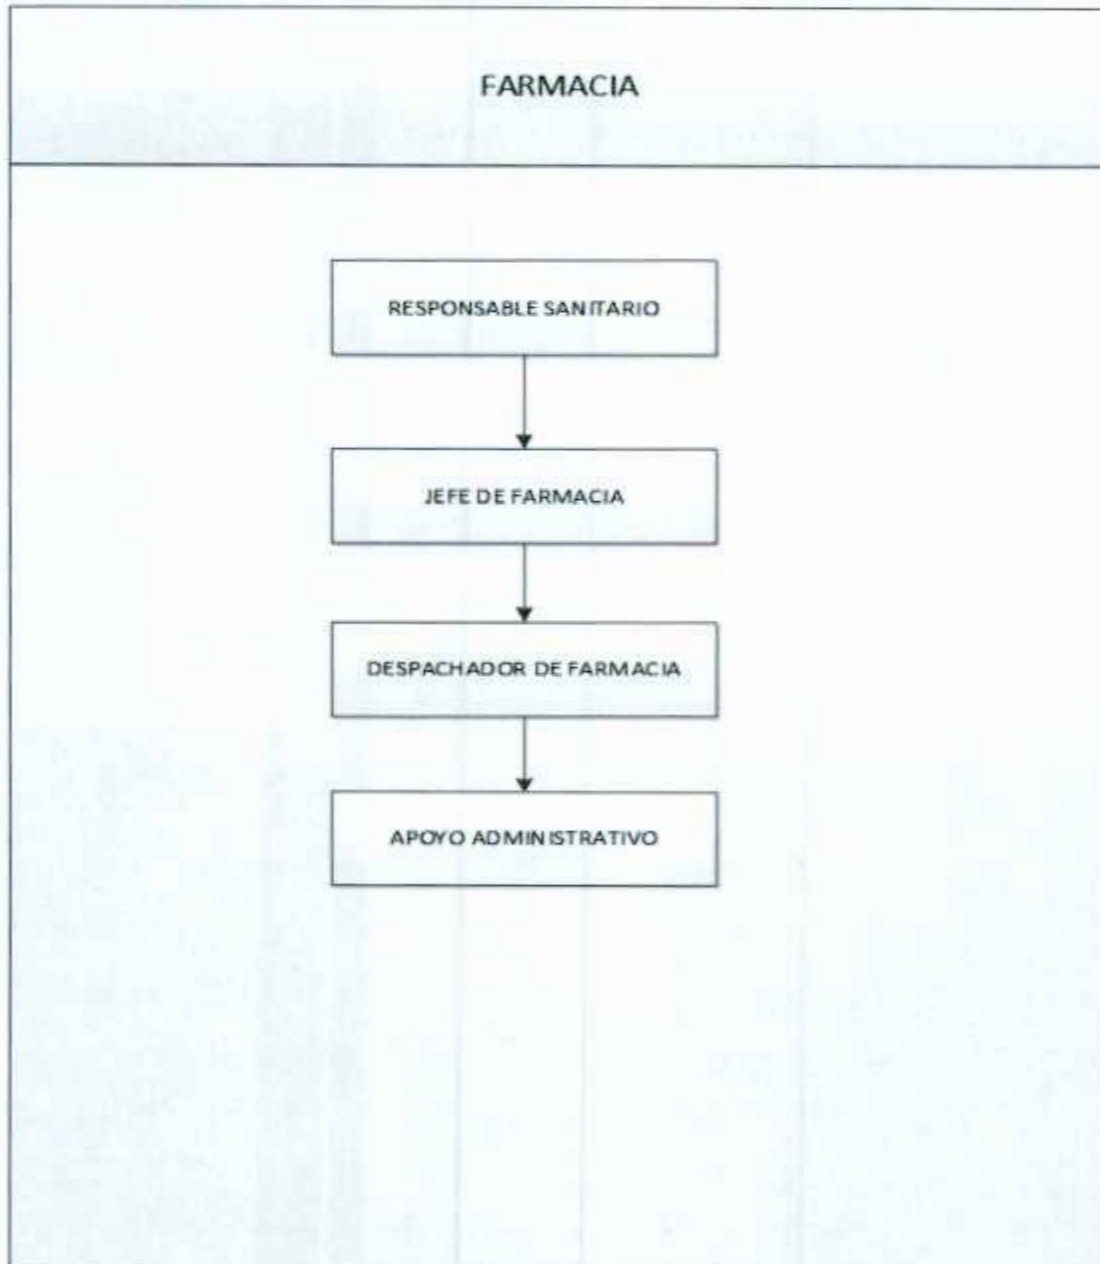 FARMACIA
RESPONSABLE SANITARIO
JEFE DE FARMACIA
DESPACHADOR DE FARMACIA
APOYO ADMINISTRATIVO